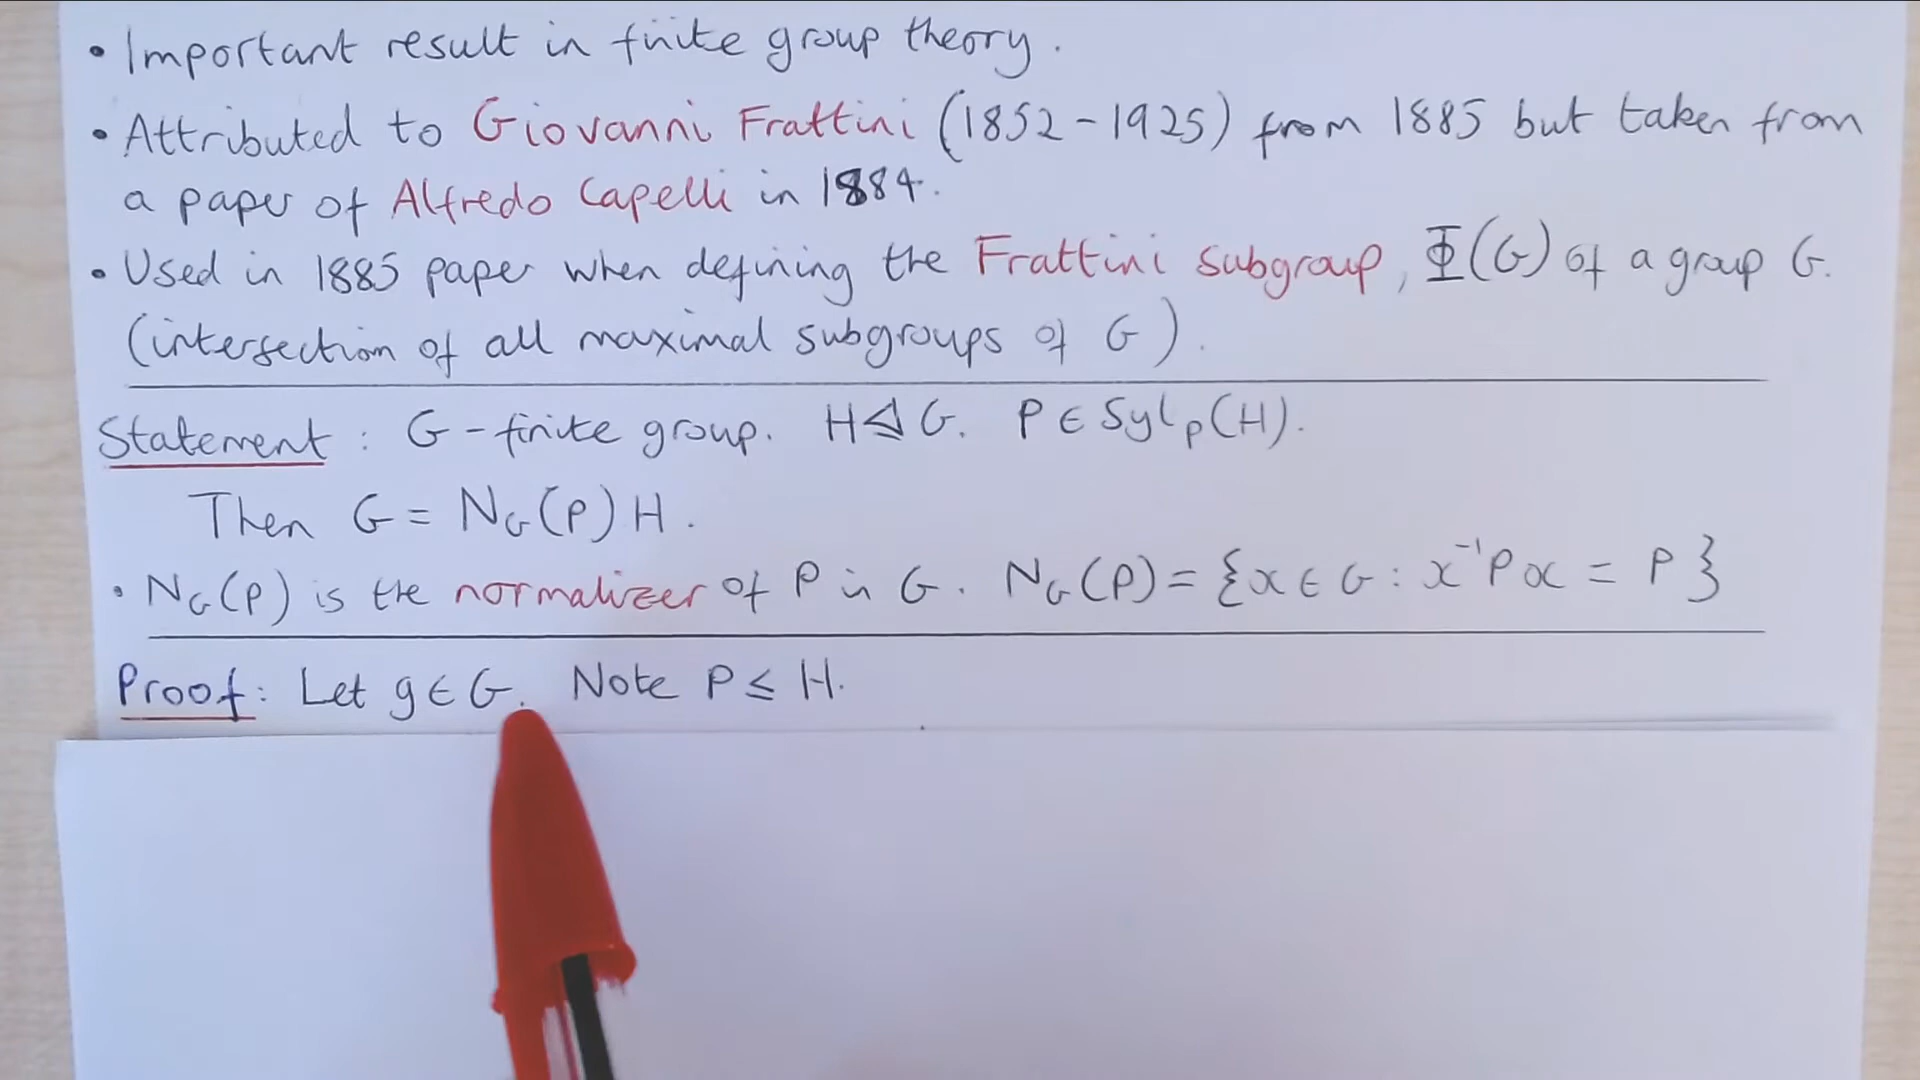 • Important result in finite group theory.
• Attributed to Giovanni Frattini (1852-1925) from 1885 but taken from
a paper of Alfredo Capelli in 1884.
• Used in 1885 paper when defining the Frattini subgroup, Φ(G) of a group G.
(intersection of all maximal subgroups of G).
Statement: G - finite group. H ⊴ G. P ∈ Syl_p(H).
Then G = N_G(P)H.
• N_G(P) is the normalizer of P in G. N_G(P) = {x ∈ G : x⁻¹Px = P}
Proof: Let g ∈ G. Note P ≤ H.